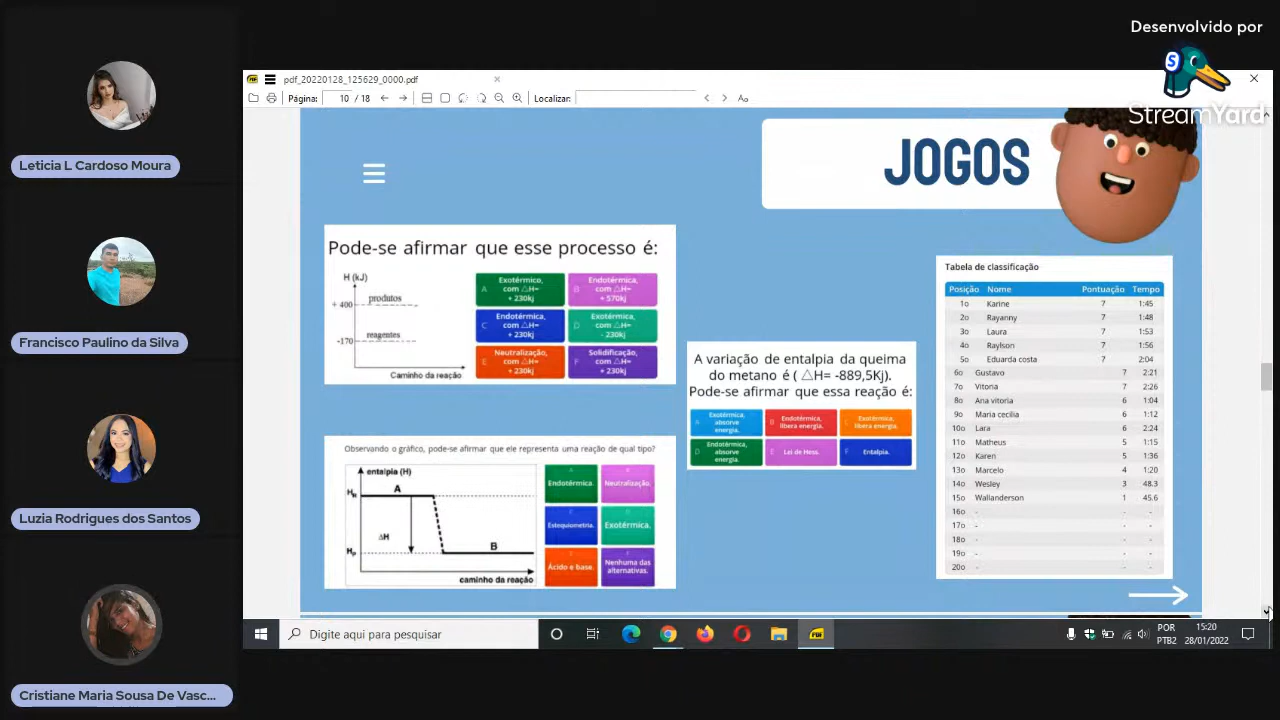 Desenvolvido por
StreamYard
Leticia L Cardoso Moura
Francisco Paulino da Silva
Luzia Rodrigues dos Santos
Cristiane Maria Sousa De Vasc...
pdf_20220128_125629_0000.pdf
Página: 10 / 18 Localizar:
JOGOS
Pode-se afirmar que esse processo é:
H (kJ)
+ 400 produtos
reagentes
-170
Caminho da reação
A Exotérmico, com △H= + 230kj
B Endotérmica, com △H= + 570kj
C Endotérmica, com △H= + 230kj
D Exotérmica, com △H= - 230kj
E Neutralização, com △H= + 230kj
F Solidificação, com △H= + 230kj
Observando o gráfico, pode-se afirmar que ele representa uma reação de qual tipo?
entalpia (H)
A
ΔH
B
caminho da reação
Endotérmica.
Neutralização.
Estequiometria.
Exotérmica.
Ácido e base.
Nenhuma das alternativas.
A variação de entalpia da queima
do metano é ( △H= -889,5Kj).
Pode-se afirmar que essa reação é:
A Exotérmica, absorve energia.
B Endotérmica, libera energia.
Exotérmica, libera energia.
D Endotérmica, absorve energia.
E Lei de Hess.
F Entalpia.
Tabela de classificação
Posição Nome Pontuação Tempo
1o Karine 7 1:45
2o Rayanny 7 1:48
3o Laura 7 1:53
4o Raylson 7 1:56
5o Eduarda costa 7 2:04
6o Gustavo 7 2:21
7o Vitoria 7 2:26
8o Ana vitoria 6 1:04
9o Maria cecilia 6 1:12
10o Lara 6 2:24
11o Matheus 5 1:15
12o Karen 5 1:36
13o Marcelo 4 1:20
14o Wesley 3 48.3
15o Wallanderson 1 45.6
16o - - -
17o - - -
18o - - -
19o - - -
20o - - -
Digite aqui para pesquisar
POR 15:20
PTB2 28/01/2022